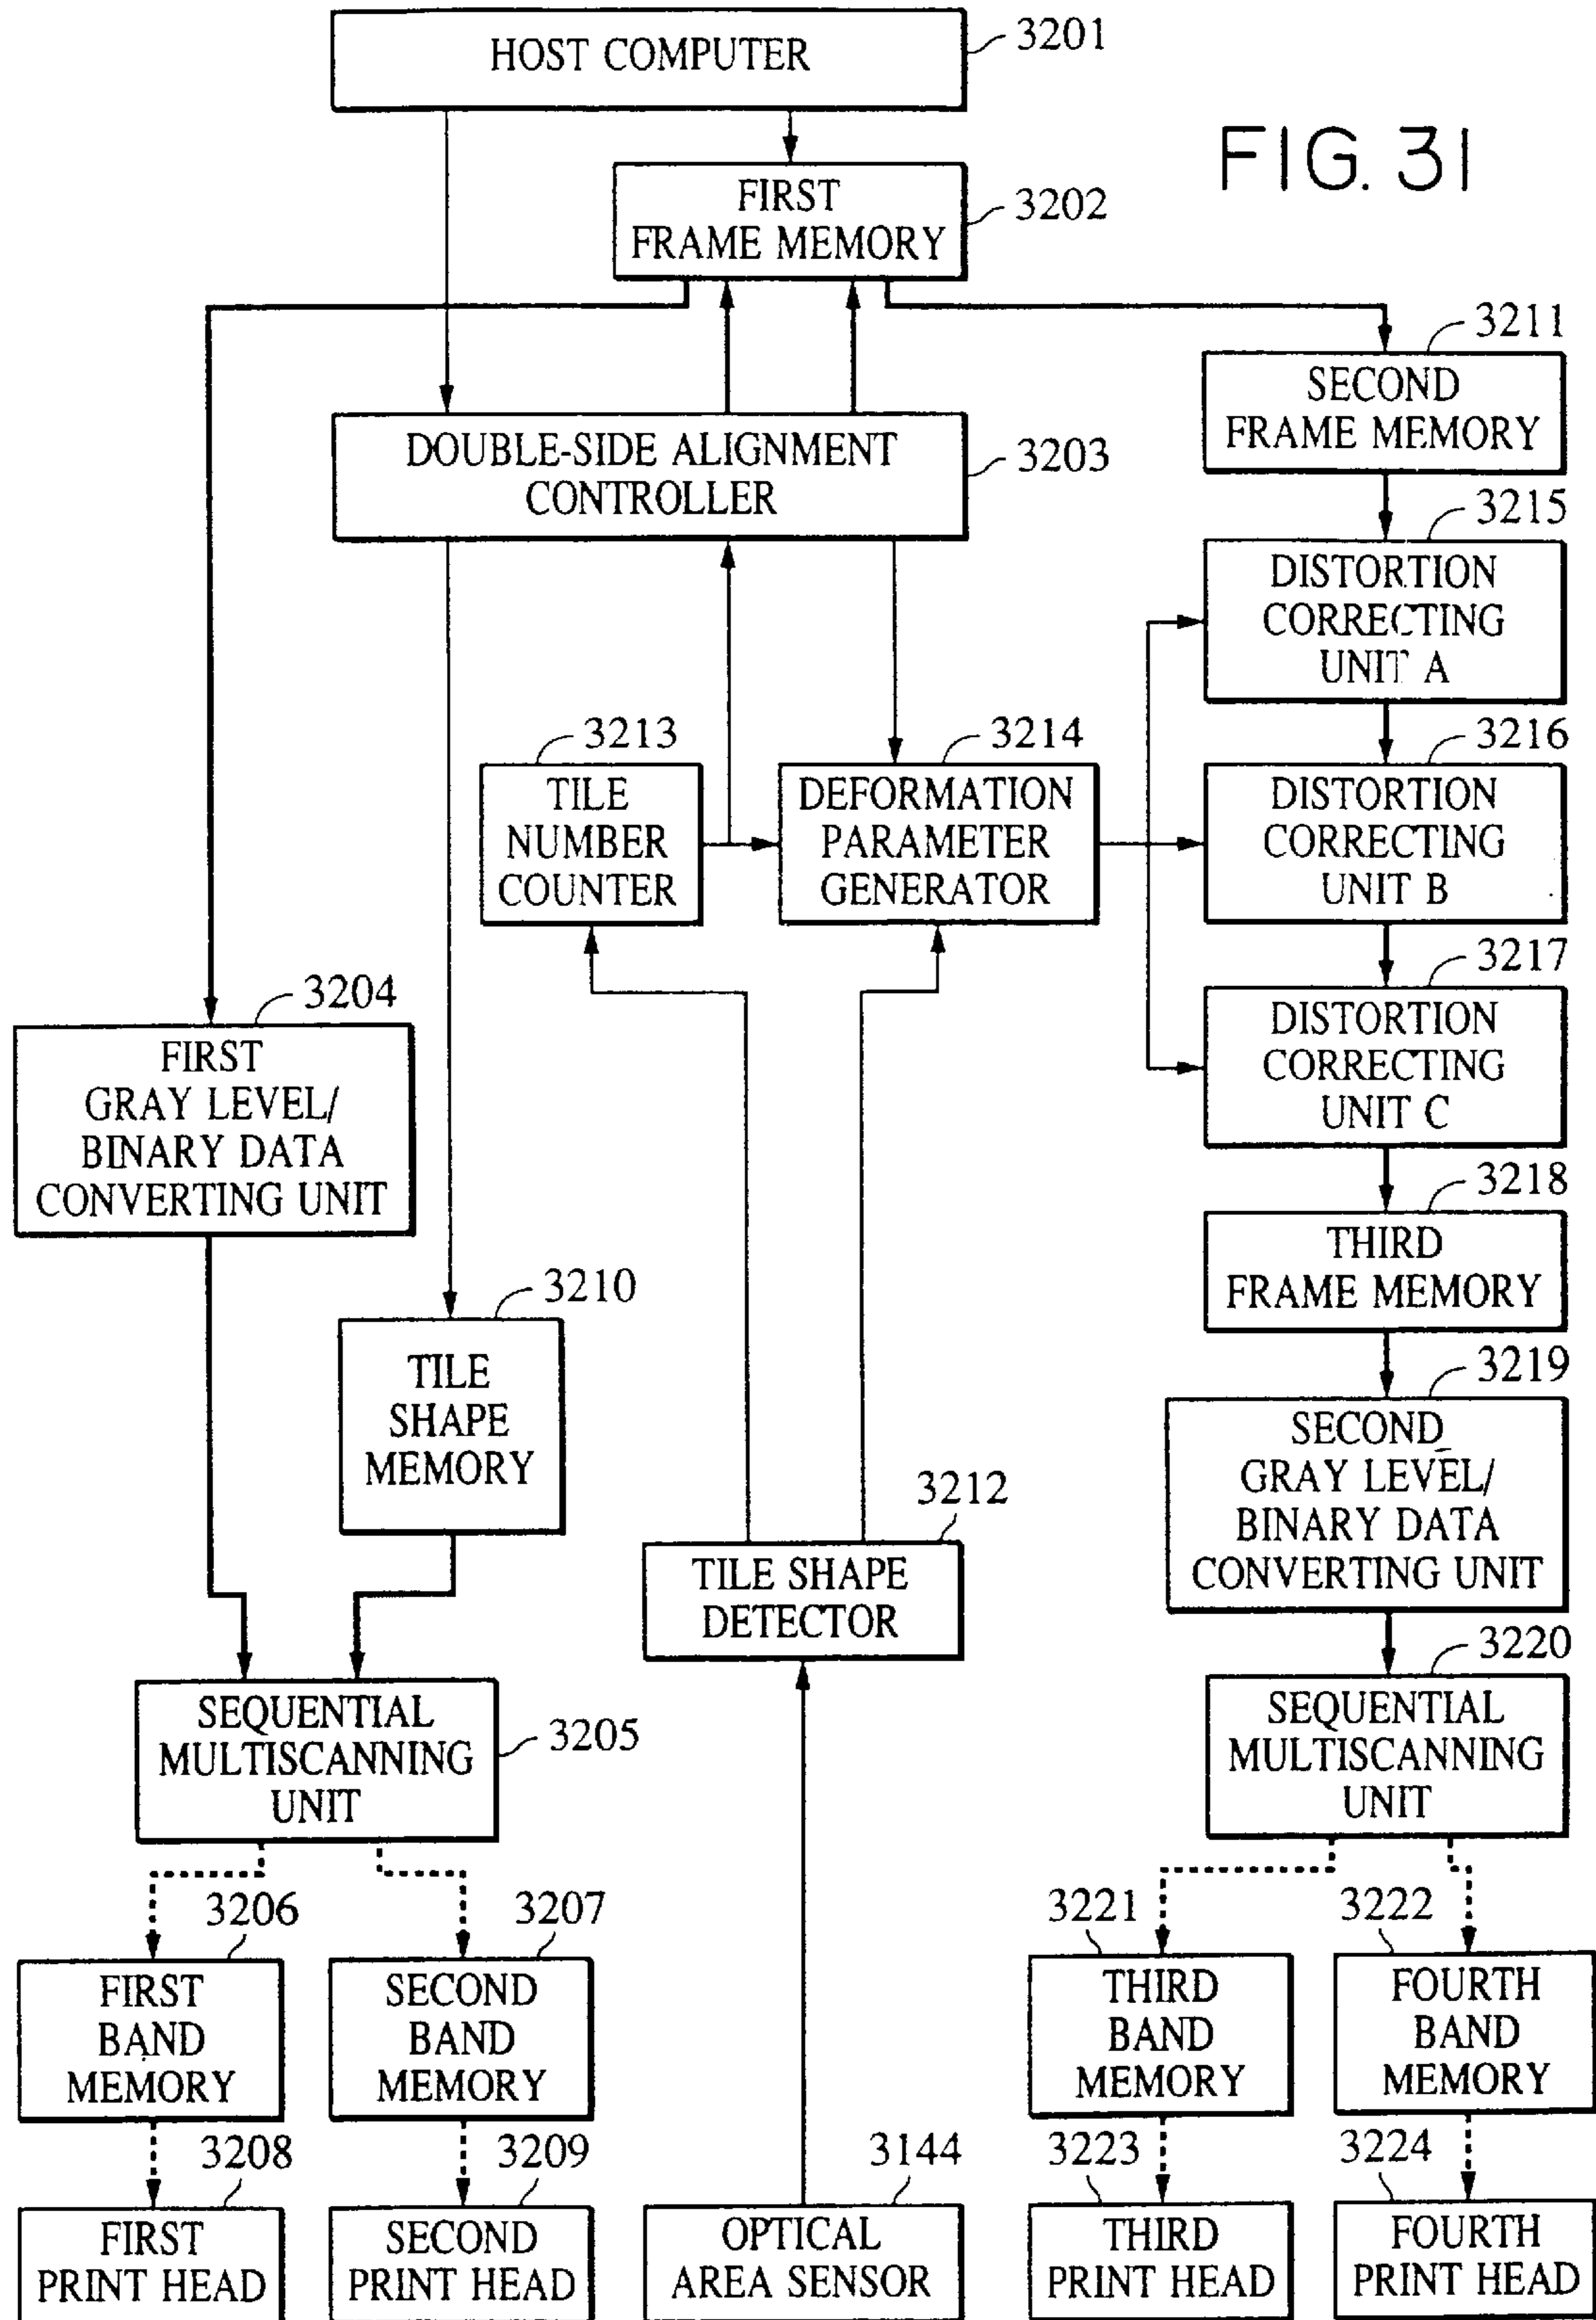 HOST COMPUTER
3201
FIG. 31
FIRST
FRAME MEMORY
3202
3211
SECOND
FRAME MEMORY
DOUBLE-SIDE ALIGNMENT
CONTROLLER
3203
3215
DISTORTION
CORRECTING
UNIT A
3213
TILE
NUMBER
COUNTER
3214
DEFORMATION
PARAMETER
GENERATOR
3216
DISTORTION
CORRECTING
UNIT B
3217
DISTORTION
CORRECTING
UNIT C
3204
FIRST
GRAY LEVEL/
BINARY DATA
CONVERTING UNIT
3218
THIRD
FRAME MEMORY
3210
TILE
SHAPE
MEMORY
3219
SECOND
GRAY LEVEL/
BINARY DATA
CONVERTING UNIT
3212
TILE SHAPE
DETECTOR
SEQUENTIAL
MULTISCANNING
UNIT
3205
3220
SEQUENTIAL
MULTISCANNING
UNIT
3206
FIRST
BAND
MEMORY
3207
SECOND
BAND
MEMORY
3221
THIRD
BAND
MEMORY
3222
FOURTH
BAND
MEMORY
3208
FIRST
PRINT HEAD
3209
SECOND
PRINT HEAD
3144
OPTICAL
AREA SENSOR
3223
THIRD
PRINT HEAD
3224
FOURTH
PRINT HEAD